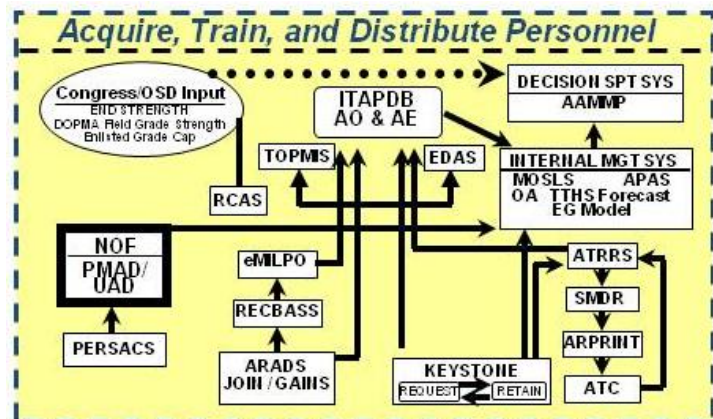 Acquire, Train, and Distribute Personnel
Congress/OSD Input
END STRENGTH
DOPMA Field Grade Strength
Enlisted Grade Cap
ITAPDB
AO & AE
DECISION SPT SYS
AAMMP
TOPMIS
EDAS
INTERNAL MGT SYS
MOSLS APAS
OA TTHS Forecast
EG Model
RCAS
NOF
PMAD/
UAD
eMILPO
ATRRS
RECBASS
SMDR
PERSACS
ARADS
JOIN / GAINS
KEYSTONE
REQUEST
RETAIN
ARPRINT
ATC